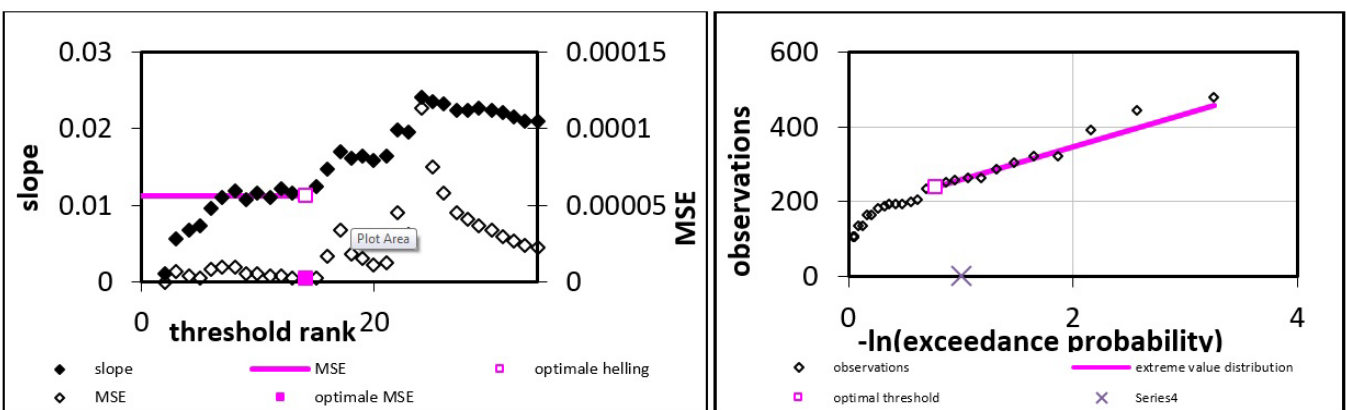 0.03
0.02
0.01
0
slope
0.00015
0.0001
0.00005
0
MSE
Plot Area
0
20
threshold rank
slope
MSE
optimale helling
MSE
optimale MSE
600
400
200
0
observations
0
2
4
-ln(exceedance probability)
observations
extreme value distribution
optimal threshold
Series4